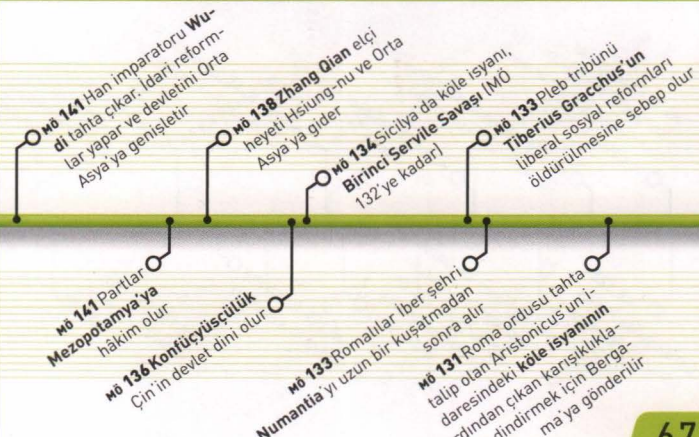 MÖ 141 Han imparatoru Wu-
di tahta çıkar. İdarî reform-
lar yapar ve devletini Orta
Asya'ya genişletir
MÖ 138 Zhang Qian elçi
heyeti Hsiung-nu ve Orta
Asya'ya gider
MÖ 134 Sicilya'da köle isyanı,
Birinci Servile Savaşı (MÖ
132'ye kadar)
MÖ 133 Pleb tribünü
Tiberius Gracchus'un
liberal sosyal reformları
öldürülmesine sebep olur
MÖ 141 Partlar
Mezopotamya'ya
hâkim olur
MÖ 136 Konfüçyüsçülük
Çin'in devlet dini olur
MÖ 133 Romalılar İber şehri
Numantia'yı uzun bir kuşatmadan
sonra alır
MÖ 131 Roma ordusu tahta
talip olan Aristonicus'un i-
daresindeki köle isyanının
ardından çıkan karışıklıkla-
dindirmek için Berga-
ma'ya gönderilir
67